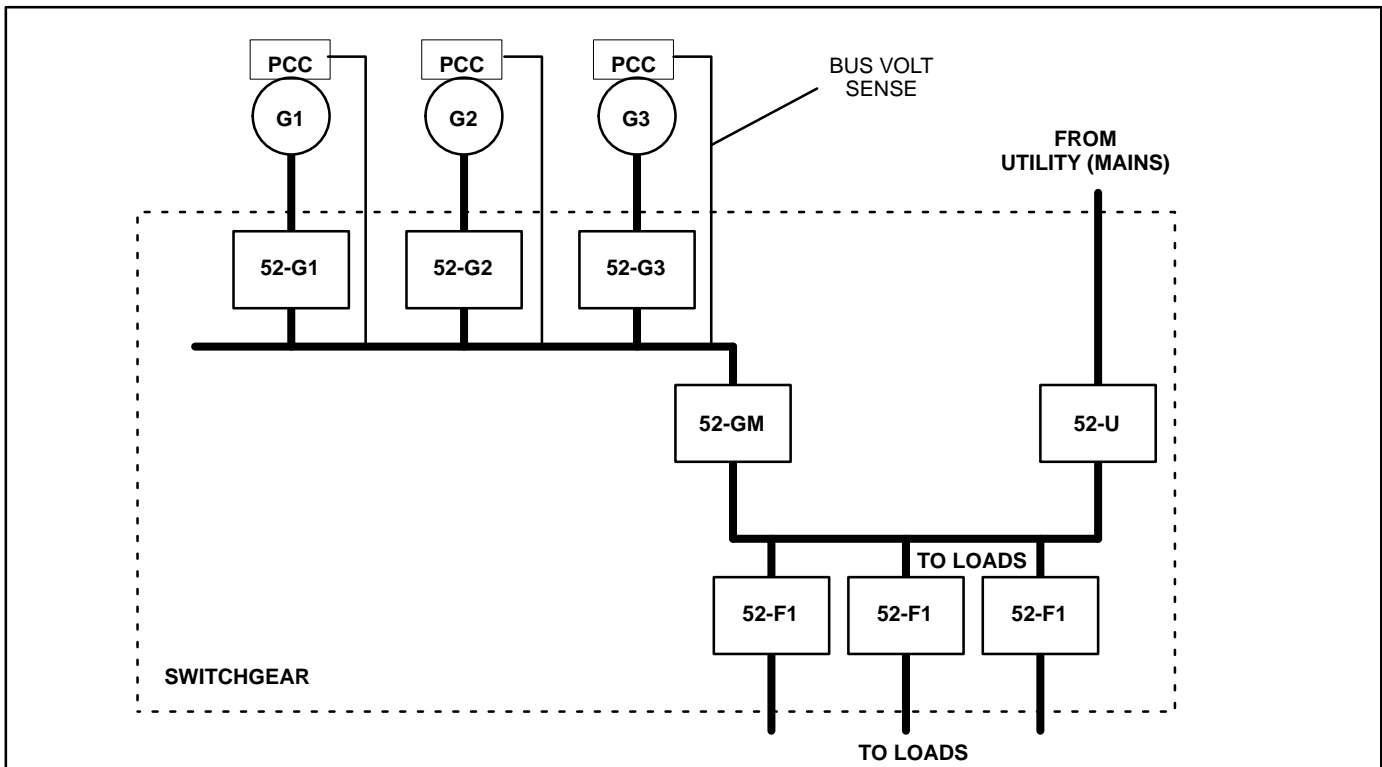 PCC
PCC
PCC
BUS VOLT
SENSE
G1
G2
G3
FROM
UTILITY (MAINS)
52-G1
52-G2
52-G3
52-GM
52-U
TO LOADS
52-F1
52-F1
52-F1
SWITCHGEAR
TO LOADS